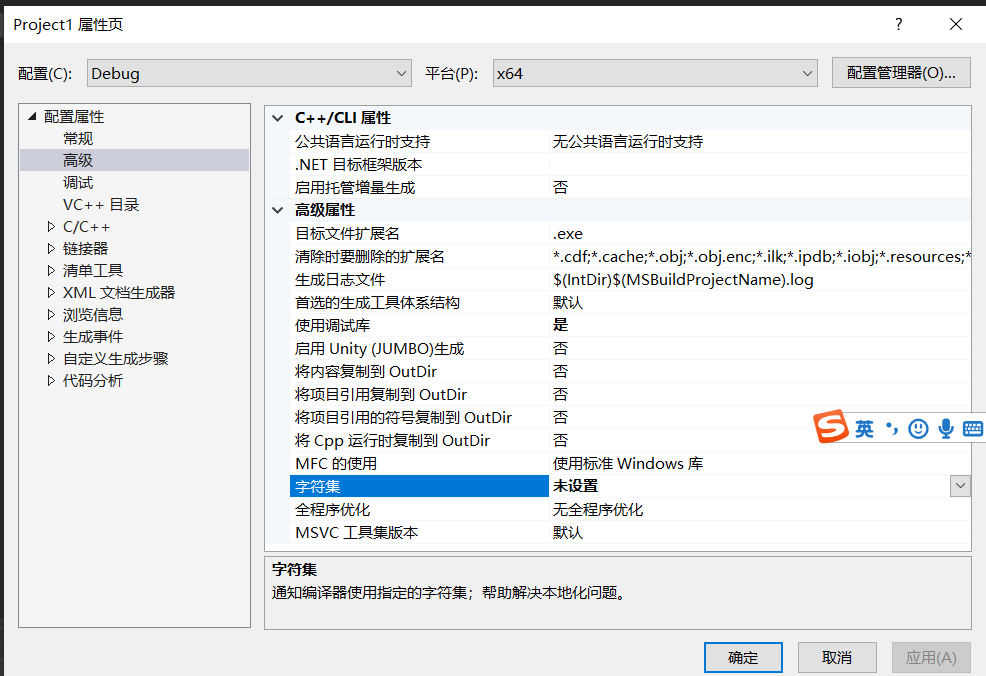 Project1 属性页
?
配置(C): Debug 平台(P): x64 配置管理器(O)...
配置属性
常规
高级
调试
VC++ 目录
C/C++
链接器
清单工具
XML 文档生成器
浏览信息
生成事件
自定义生成步骤
代码分析
C++/CLI 属性
公共语言运行时支持 无公共语言运行时支持
.NET 目标框架版本
启用托管增量生成 否
高级属性
目标文件扩展名 .exe
清除时要删除的扩展名 *.cdf;*.cache;*.obj;*.obj.enc;*.ilk;*.ipdb;*.iobj;*.resources;*
生成日志文件 $(IntDir)$(MSBuildProjectName).log
首选的生成工具体系结构 默认
使用调试库 是
启用 Unity (JUMBO)生成 否
将内容复制到 OutDir 否
将项目引用复制到 OutDir 否
将项目引用的符号复制到 OutDir 否
将 Cpp 运行时复制到 OutDir 否
MFC 的使用 使用标准 Windows 库
字符集 未设置
全程序优化 无全程序优化
MSVC 工具集版本 默认
S 英
字符集
通知编译器使用指定的字符集；帮助解决本地化问题。
确定 取消 应用(A)